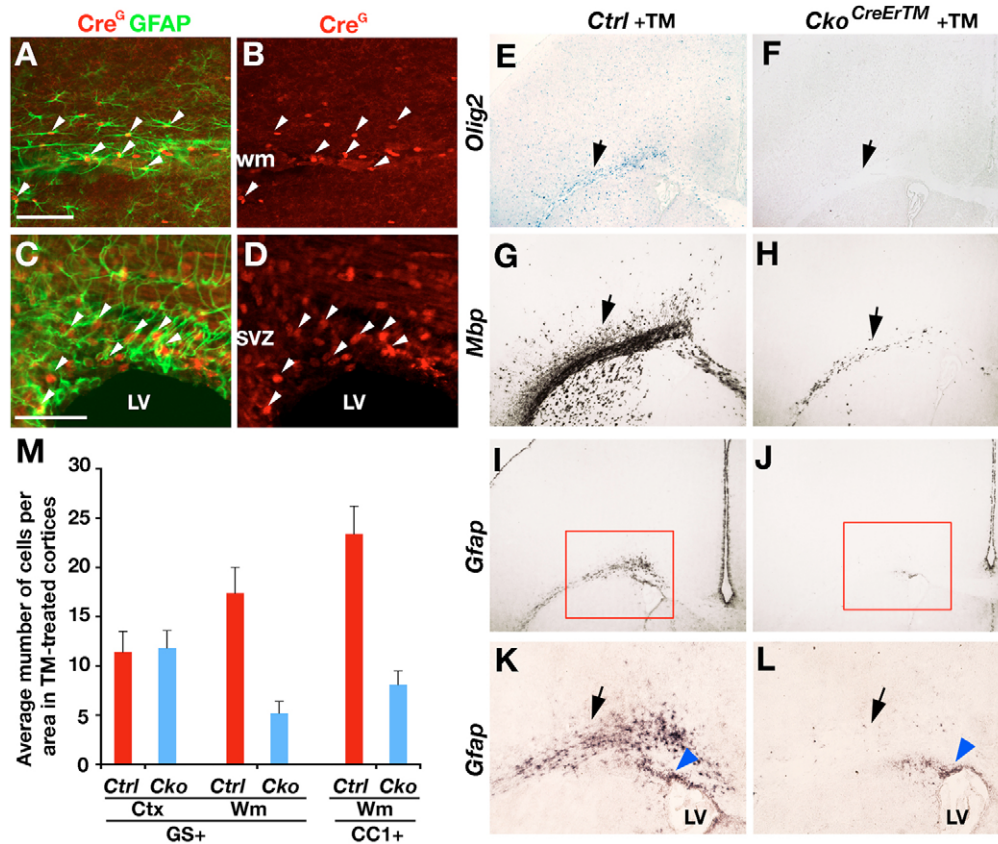 Cre^G GFAP
Cre^G
Ctrl +TM
Cko^CreErTM +TM
A
B
wm
C
D
SVZ
LV
LV
Olig2
E
F
Mbp
G
H
Gfap
I
J
Gfap
K
L
LV
LV
M
Average mumber of cells per
area in TM-treated cortices
30
25
20
15
10
5
0
Ctrl Cko Ctrl Cko Ctrl Cko
Ctx Wm Wm
GS+ CC1+